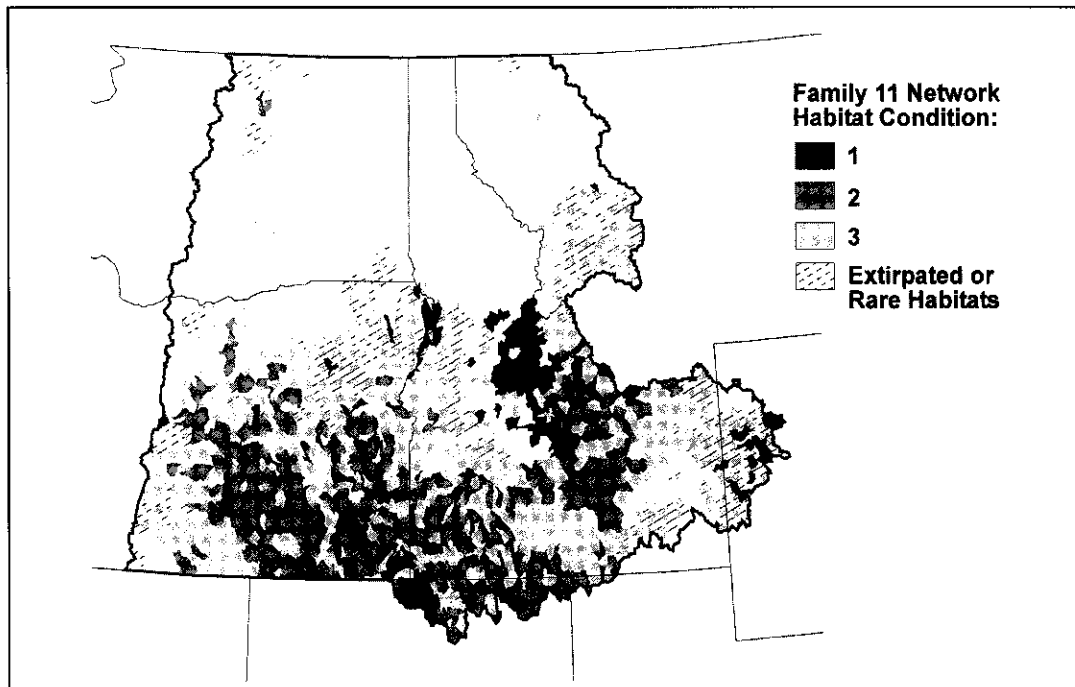 Family 11 Network
Habitat Condition:
1
2
3
Extirpated or
Rare Habitats